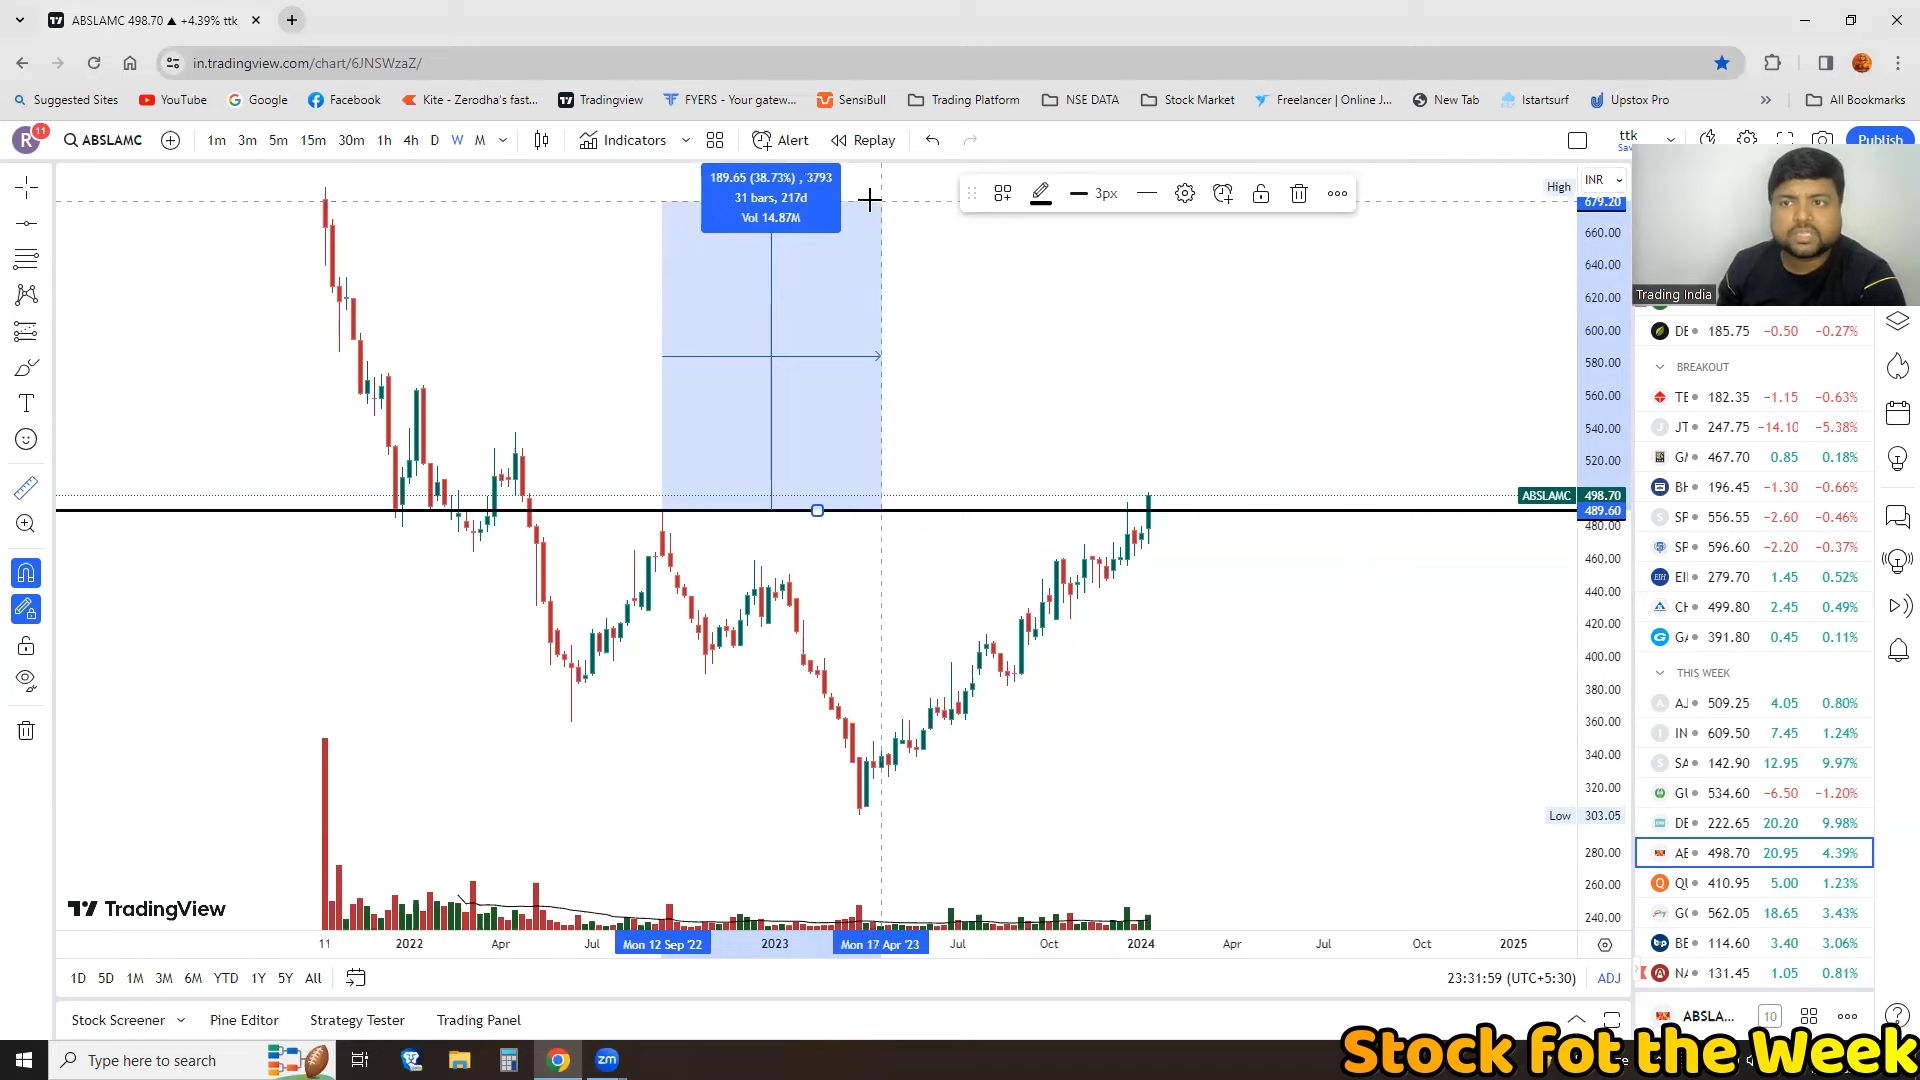 ABSLAMC 498.70 ▲ +4.39% ttk
in.tradingview.com/chart/6JNSWzaZ/
Suggested Sites YouTube Google Facebook Kite - Zerodha's fast... Tradingview FYERS - Your gatew... SensiBull Trading Platform NSE DATA Stock Market Freelancer | Online J... New Tab Istartsurf Upstox Pro » All Bookmarks
R 11 ABSLAMC 1m 3m 5m 15m 30m 1h 4h D W M Indicators Alert Replay ttk Publish
189.65 (38.73%) , 3793
31 bars, 217d
Vol 14.87M
3px
High
INR
679.20
660.00
640.00
620.00
600.00
580.00
560.00
540.00
520.00
ABSLAMC 498.70
489.60
480.00
460.00
440.00
420.00
400.00
380.00
360.00
340.00
320.00
Low 303.05
280.00
260.00
240.00
Trading India
DE 185.75 −0.50 −0.27%
BREAKOUT
TE 182.35 −1.15 −0.63%
JT 247.75 −14.10 −5.38%
467.70 0.85 0.18%
BH 196.45 −1.30 −0.66%
SP 556.55 −2.60 −0.46%
SP 596.60 −2.20 −0.37%
EII 279.70 1.45 0.52%
499.80 2.45 0.49%
391.80 0.45 0.11%
THIS WEEK
509.25 4.05 0.80%
IN 609.50 7.45 1.24%
142.90 12.95 9.97%
534.60 −6.50 −1.20%
DE 222.65 20.20 9.98%
498.70 20.95 4.39%
410.95 5.00 1.23%
562.05 18.65 3.43%
BE 114.60 3.40 3.06%
131.45 1.05 0.81%
TradingView
11 2022 Apr Jul Mon 12 Sep '22 2023 Mon 17 Apr '23 Jul Oct 2024 Apr Jul Oct 2025
1D 5D 1M 3M 6M YTD 1Y 5Y All 23:31:59 (UTC+5:30) ADJ
Stock Screener Pine Editor Strategy Tester Trading Panel
ABSLA... 10
Type here to search zm
Stock fot the Week